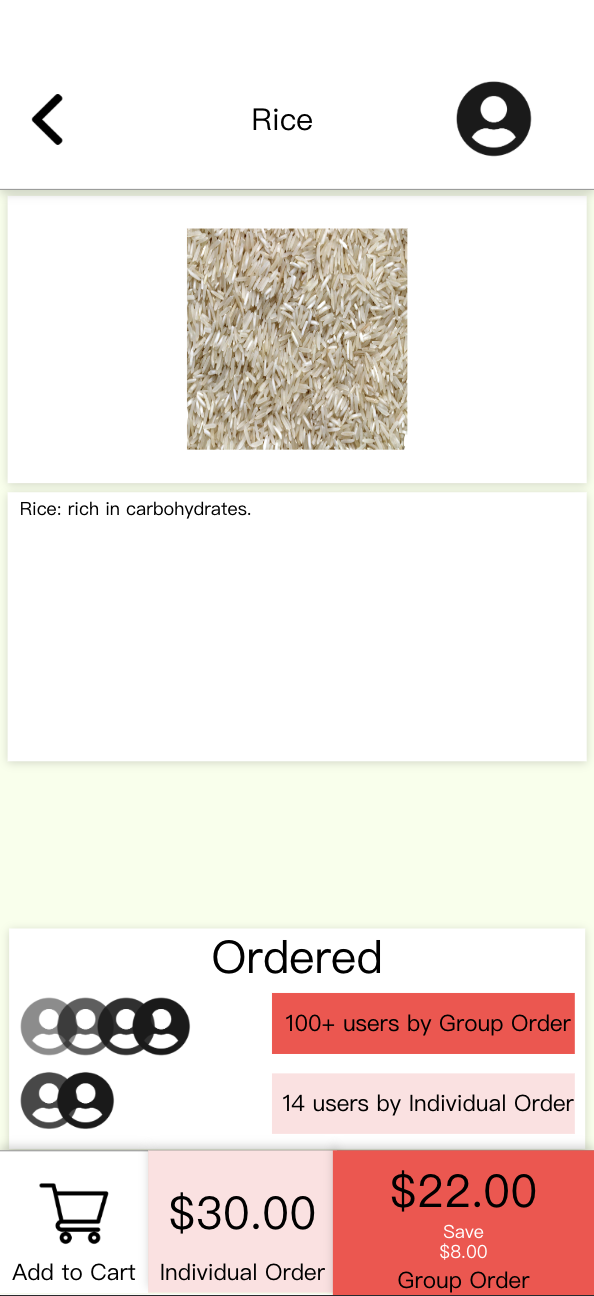 Rice
Rice: rich in carbohydrates.
Ordered
100+ users by Group Order
14 users by Individual Order
Add to Cart
$30.00
Individual Order
$22.00
Save
$8.00
Group Order